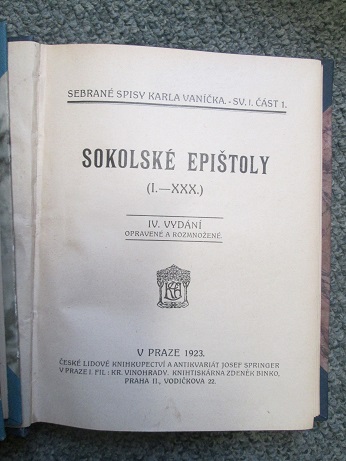 SEBRANÉ SPISY KARLA VANÍČKA. - SV. I. ČÁST 1.
SOKOLSKÉ EPIŠTOLY
(I.—XXX.)
IV. VYDÁNÍ
OPRAVENÉ A ROZMNOŽENÉ.
V PRAZE 1923.
ČESKÉ LIDOVÉ KNIHKUPECTVÍ A ANTIKVARIÁT JOSEF SPRINGER
V PRAZE I. FIL.: KR. VINOHRADY. KNIHTISKÁRNA ZDENĚK BINKO,
PRAHA II., VODIČKOVA 22.